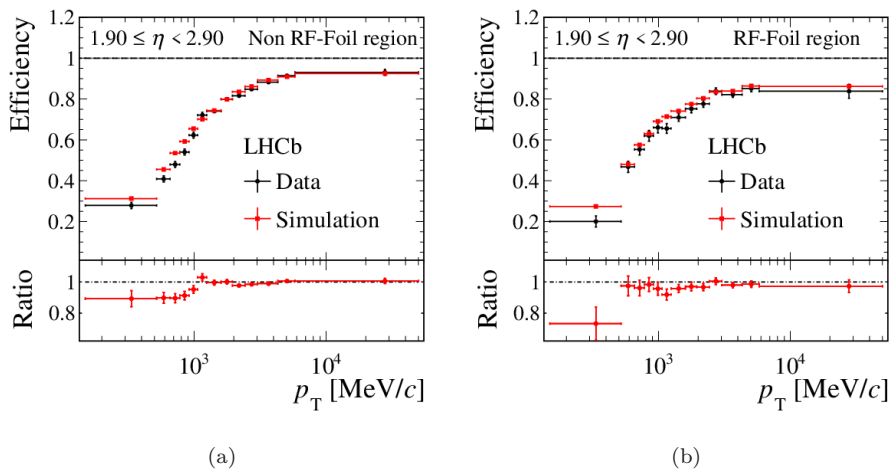 1.90 ≤ η < 2.90 Non RF-Foil region
Efficiency
1.2
1
0.8
0.6
0.4
0.2
LHCb
Data
Simulation
Ratio
1
0.8
10³ 10⁴
p_T [MeV/c]
(a)
1.90 ≤ η < 2.90 RF-Foil region
Efficiency
1.2
1
0.8
0.6
0.4
0.2
LHCb
Data
Simulation
Ratio
1
0.8
10³ 10⁴
p_T [MeV/c]
(b)